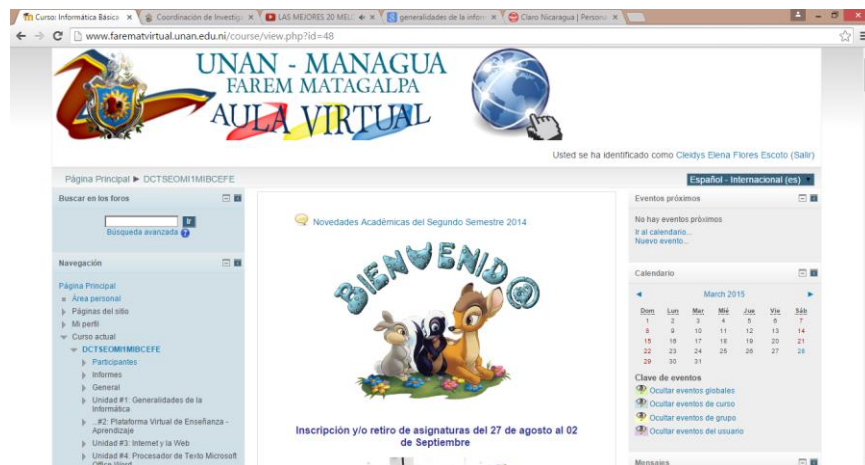 Curso: Informática Básica
Coordinación de Investig
LAS MEJORES 20 MEL
generalidades de la infor
Claro Nicaragua | Person
www.farematvirtual.unan.edu.ni/course/view.php?id=48
UNAN - MANAGUA
FAREM MATAGALPA
AULA VIRTUAL
Usted se ha identificado como Cleidys Elena Flores Escoto (Salir)
Página Principal ► DCTSEOMI1MIBCEFE
Español - Internacional (es)
Buscar en los foros
Ir
Búsqueda avanzada
Navegación
Página Principal
Área personal
Páginas del sitio
Mi perfil
Curso actual
DCTSEOMI1MIBCEFE
Participantes
Informes
General
Unidad #1: Generalidades de la
Informática
...#2: Plataforma Virtual de Enseñanza -
Aprendizaje
Unidad #3: Internet y la Web
Unidad #4: Procesador de Texto Microsoft
Office Word
Novedades Académicas del Segundo Semestre 2014
BIENVENID@
Inscripción y/o retiro de asignaturas del 27 de agosto al 02
de Septiembre
Eventos próximos
No hay eventos próximos
Ir al calendario...
Nuevo evento...
Calendario
◄ March 2015 ►
Dom Lun Mar Mié Jue Vie Sáb
1 2 3 4 5 6 7
8 9 10 11 12 13 14
15 16 17 18 19 20 21
22 23 24 25 26 27 28
29 30 31
Clave de eventos
Ocultar eventos globales
Ocultar eventos de curso
Ocultar eventos de grupo
Ocultar eventos del usuario
Mensajes